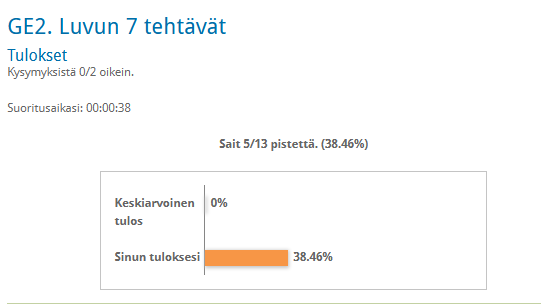 GE2. Luvun 7 tehtävät
Tulokset
Kysymyksistä 0/2 oikein.
Suoritusaikasi: 00:00:38
Sait 5/13 pistettä. (38.46%)
Keskiarvoinen tulos 0%
Sinun tuloksesi 38.46%